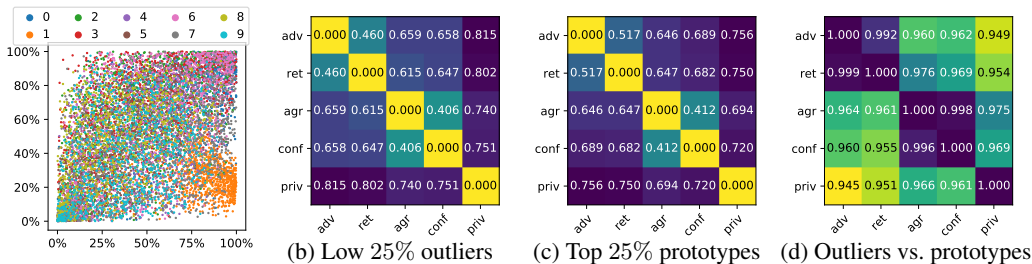 0 2 4 6 8
1 3 5 7 9
100%
80%
60%
40%
20%
0%
0% 25% 50% 75% 100%
adv 0.000 0.460 0.659 0.658 0.815
ret 0.460 0.000 0.615 0.647 0.802
agr 0.659 0.615 0.000 0.406 0.740
conf 0.658 0.647 0.406 0.000 0.751
priv 0.815 0.802 0.740 0.751 0.000
adv ret agr conf priv
(b) Low 25% outliers
adv 0.000 0.517 0.646 0.689 0.756
ret 0.517 0.000 0.647 0.682 0.750
agr 0.646 0.647 0.000 0.412 0.694
conf 0.689 0.682 0.412 0.000 0.720
priv 0.756 0.750 0.694 0.720 0.000
adv ret agr conf priv
(c) Top 25% prototypes
adv 1.000 0.992 0.960 0.962 0.949
ret 0.999 1.000 0.976 0.969 0.954
agr 0.964 0.961 1.000 0.998 0.975
conf 0.960 0.955 0.996 1.000 0.969
priv 0.945 0.951 0.966 0.961 1.000
adv ret agr conf priv
(d) Outliers vs. prototypes